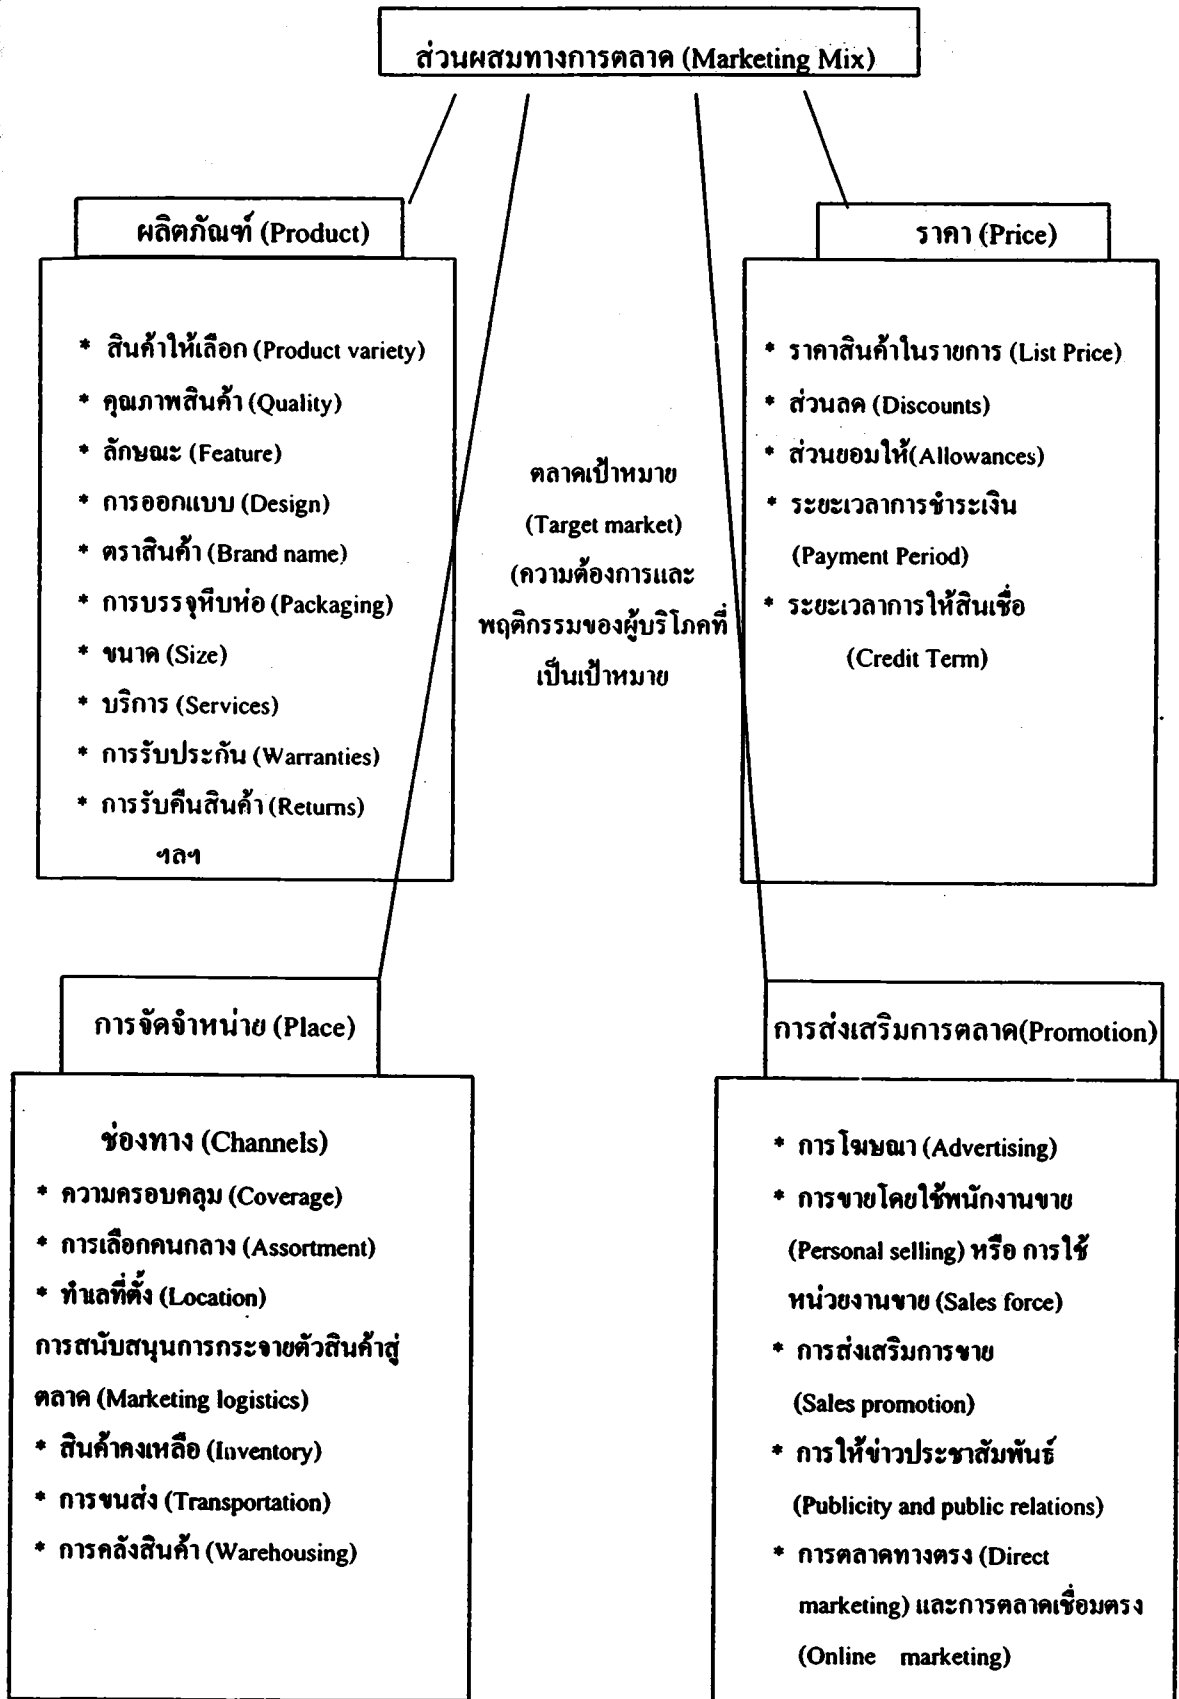 ส่วนผสมทางการตลาด (Marketing Mix)
ผลิตภัณฑ์ (Product)
* สินค้าให้เลือก (Product variety)
* คุณภาพสินค้า (Quality)
* ลักษณะ (Feature)
* การออกแบบ (Design)
* ตราสินค้า (Brand name)
* การบรรจุหีบห่อ (Packaging)
* ขนาด (Size)
* บริการ (Services)
* การรับประกัน (Warranties)
* การรับคืนสินค้า (Returns)
ฯลฯ
ราคา (Price)
* ราคาสินค้าในรายการ (List Price)
* ส่วนลด (Discounts)
* ส่วนยอมให้(Allowances)
* ระยะเวลาการชำระเงิน
(Payment Period)
* ระยะเวลาการให้สินเชื่อ
(Credit Term)
ตลาดเป้าหมาย
(Target market)
(ความต้องการและ
พฤติกรรมของผู้บริโภคที่
เป็นเป้าหมาย
การจัดจำหน่าย (Place)
ช่องทาง (Channels)
* ความครอบคลุม (Coverage)
* การเลือกคนกลาง (Assortment)
* ทำเลที่ตั้ง (Location)
การสนับสนุนการกระจายตัวสินค้าสู่
ตลาด (Marketing logistics)
* สินค้าคงเหลือ (Inventory)
* การขนส่ง (Transportation)
* การคลังสินค้า (Warehousing)
การส่งเสริมการตลาด(Promotion)
* การโฆษณา (Advertising)
* การขายโดยใช้พนักงานขาย
(Personal selling) หรือ การใช้
หน่วยงานขาย (Sales force)
* การส่งเสริมการขาย
(Sales promotion)
* การให้ข่าวประชาสัมพันธ์
(Publicity and public relations)
* การตลาดทางตรง (Direct
marketing) และการตลาดเชื่อมตรง
(Online marketing)